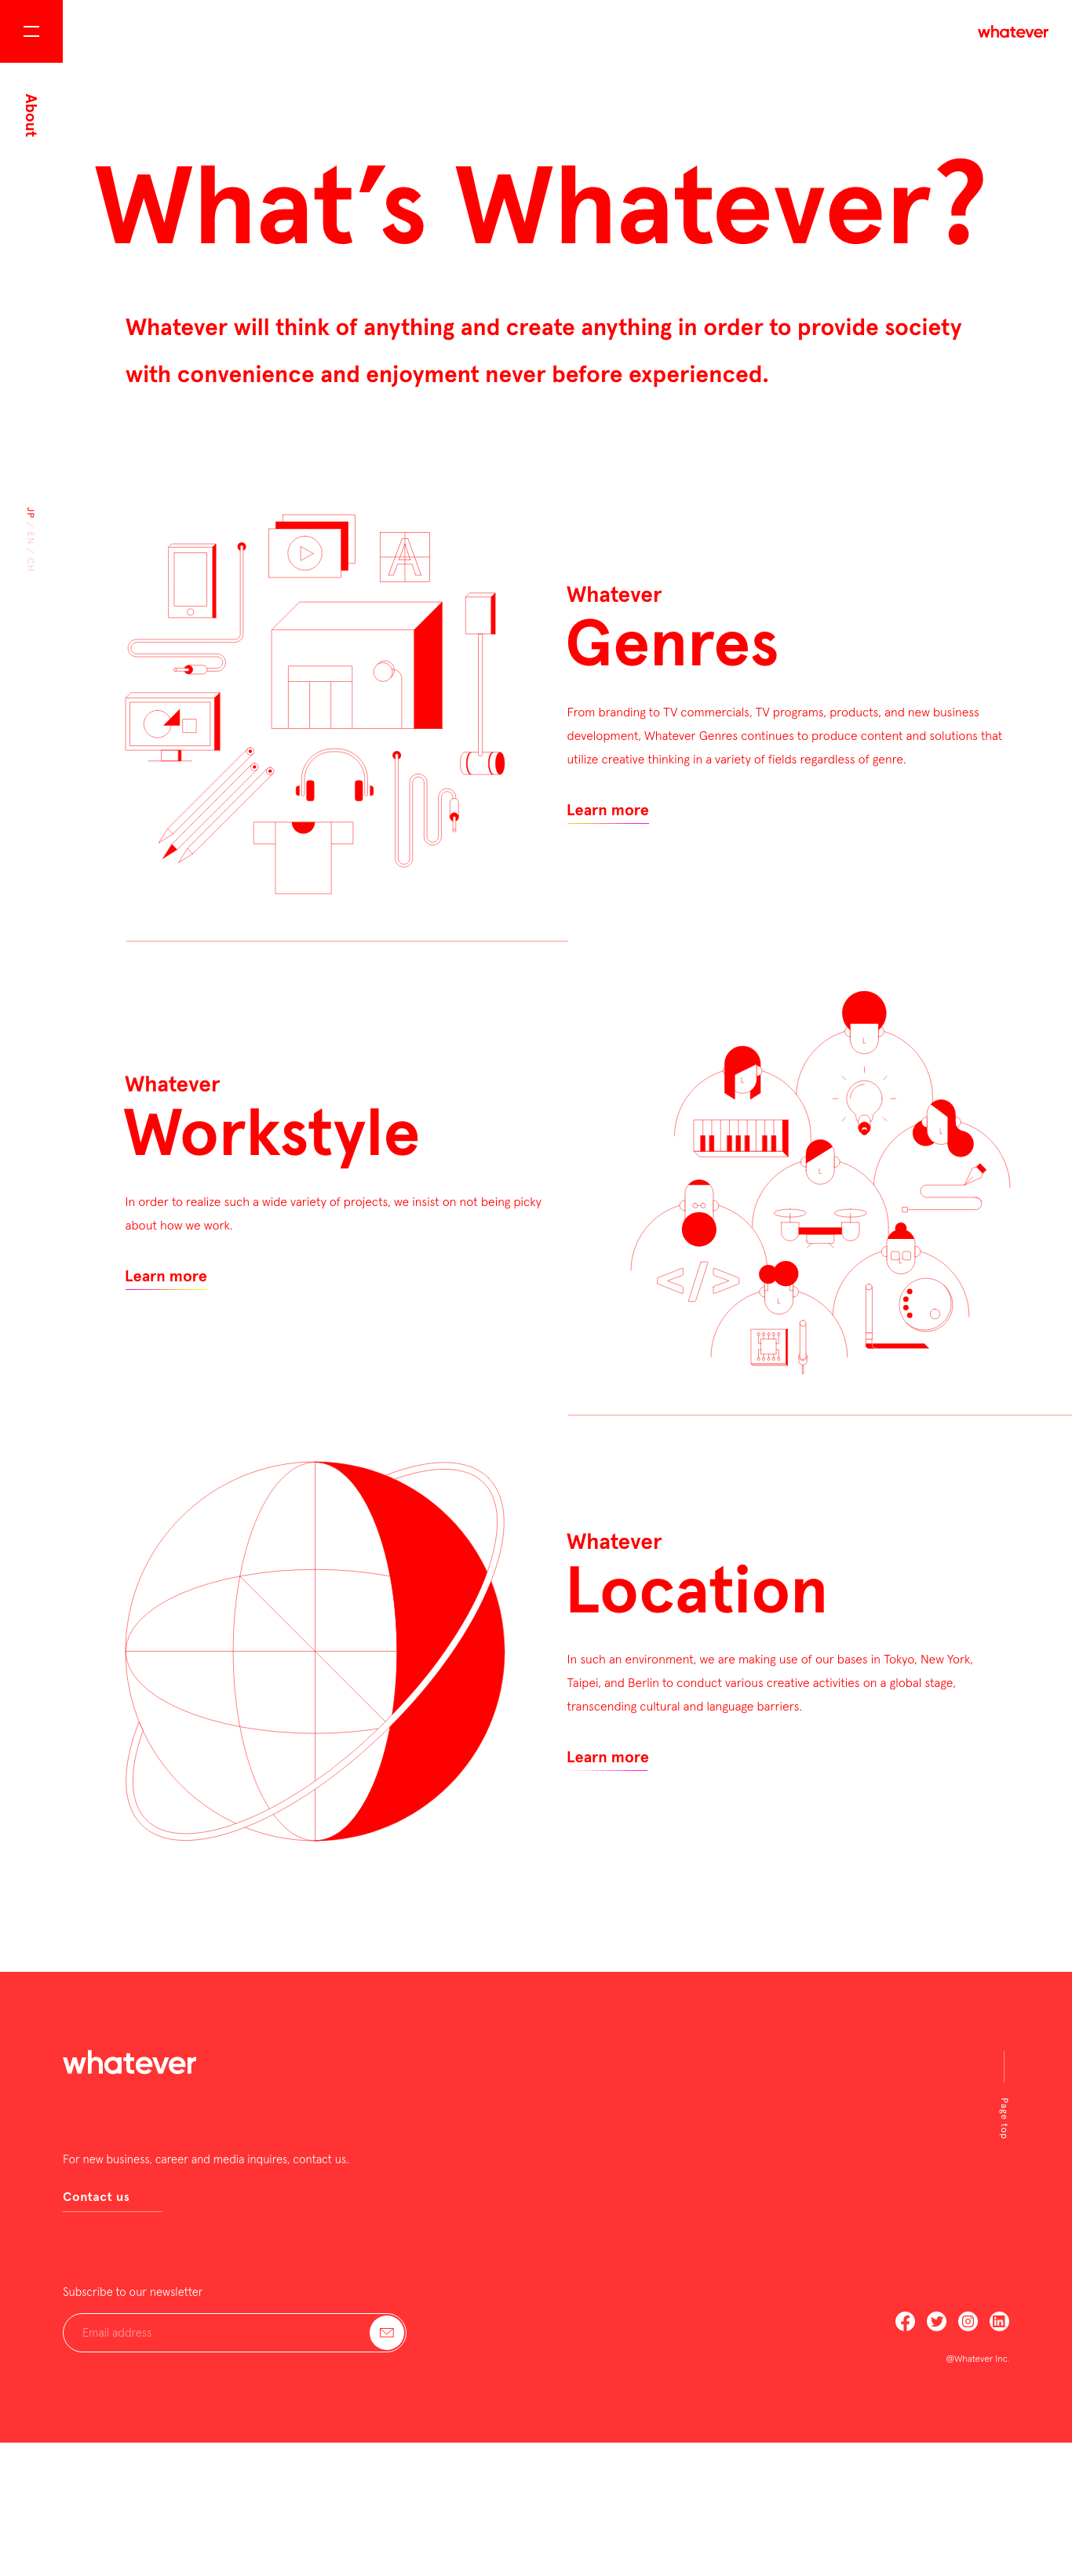 whatever
About
What’s Whatever?
Whatever will think of anything and create anything in order to provide society
with convenience and enjoyment never before experienced.
JP / EN / CH
A
Whatever
Genres
From branding to TV commercials, TV programs, products, and new business
development, Whatever Genres continues to produce content and solutions that
utilize creative thinking in a variety of fields regardless of genre.
Learn more
Whatever
Workstyle
In order to realize such a wide variety of projects, we insist on not being picky
about how we work.
Learn more
</>
Whatever
Location
In such an environment, we are making use of our bases in Tokyo, New York,
Taipei, and Berlin to conduct various creative activities on a global stage,
transcending cultural and language barriers.
Learn more
whatever
Page top
For new business, career and media inquires, contact us.
Contact us
Subscribe to our newsletter
Email address
@Whatever Inc.